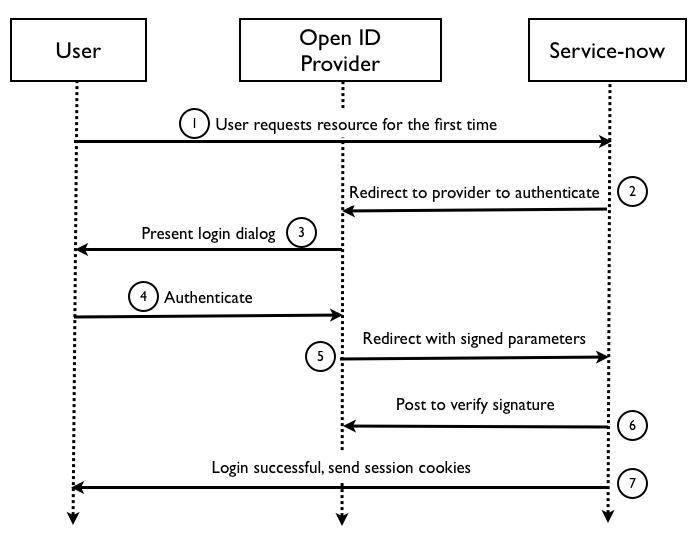 User
Open ID
Provider
Service-now
1 User requests resource for the first time
Redirect to provider to authenticate 2
Present login dialog 3
4 Authenticate
Redirect with signed parameters
5
Post to verify signature
6
Login successful, send session cookies
7